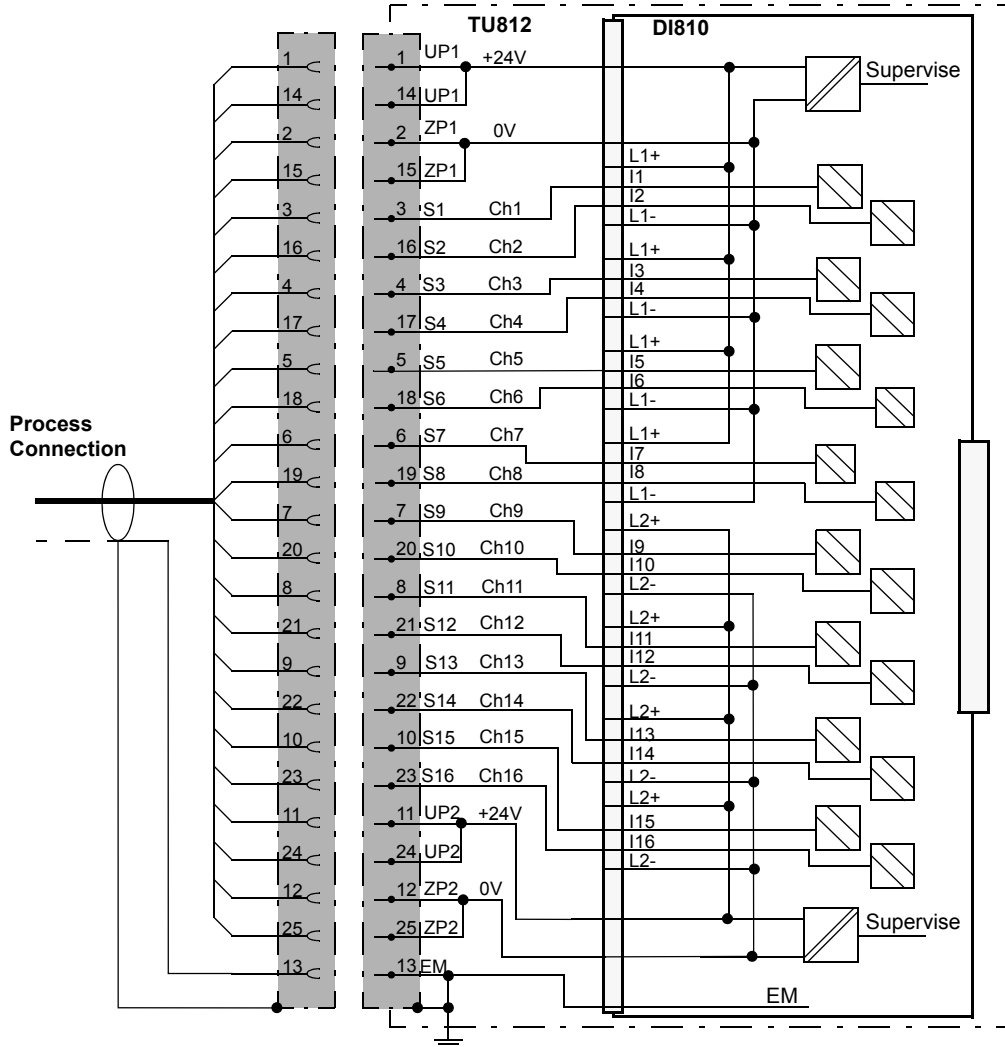 TU812 DI810
1 1 UP1 +24V Supervise
14 14 UP1
2 2 ZP1 0V
15 15 ZP1 L1+
I1
3 3 S1 Ch1 I2
L1-
16 16 S2 Ch2 L1+
I3
4 4 S3 Ch3 I4
17 17 S4 Ch4 L1-
L1+
5 5 S5 Ch5 I5
I6
18 18 S6 Ch6 L1-
Process
Connection
6 6 S7 Ch7 L1+
I7
19 19 S8 Ch8 I8
L1-
7 7 S9 Ch9 L2+
I9
20 20 S10 Ch10 I10
8 8 S11 Ch11 L2-
L2+
21 21 S12 Ch12 I11
I12
9 9 S13 Ch13 L2-
22 22 S14 Ch14 L2+
I13
10 10 S15 Ch15 I14
23 23 S16 Ch16 L2-
L2+
11 11 UP2 +24V I15
I16
24 24 UP2 L2-
12 12 ZP2 0V
25 25 ZP2 Supervise
13 13 EM
EM